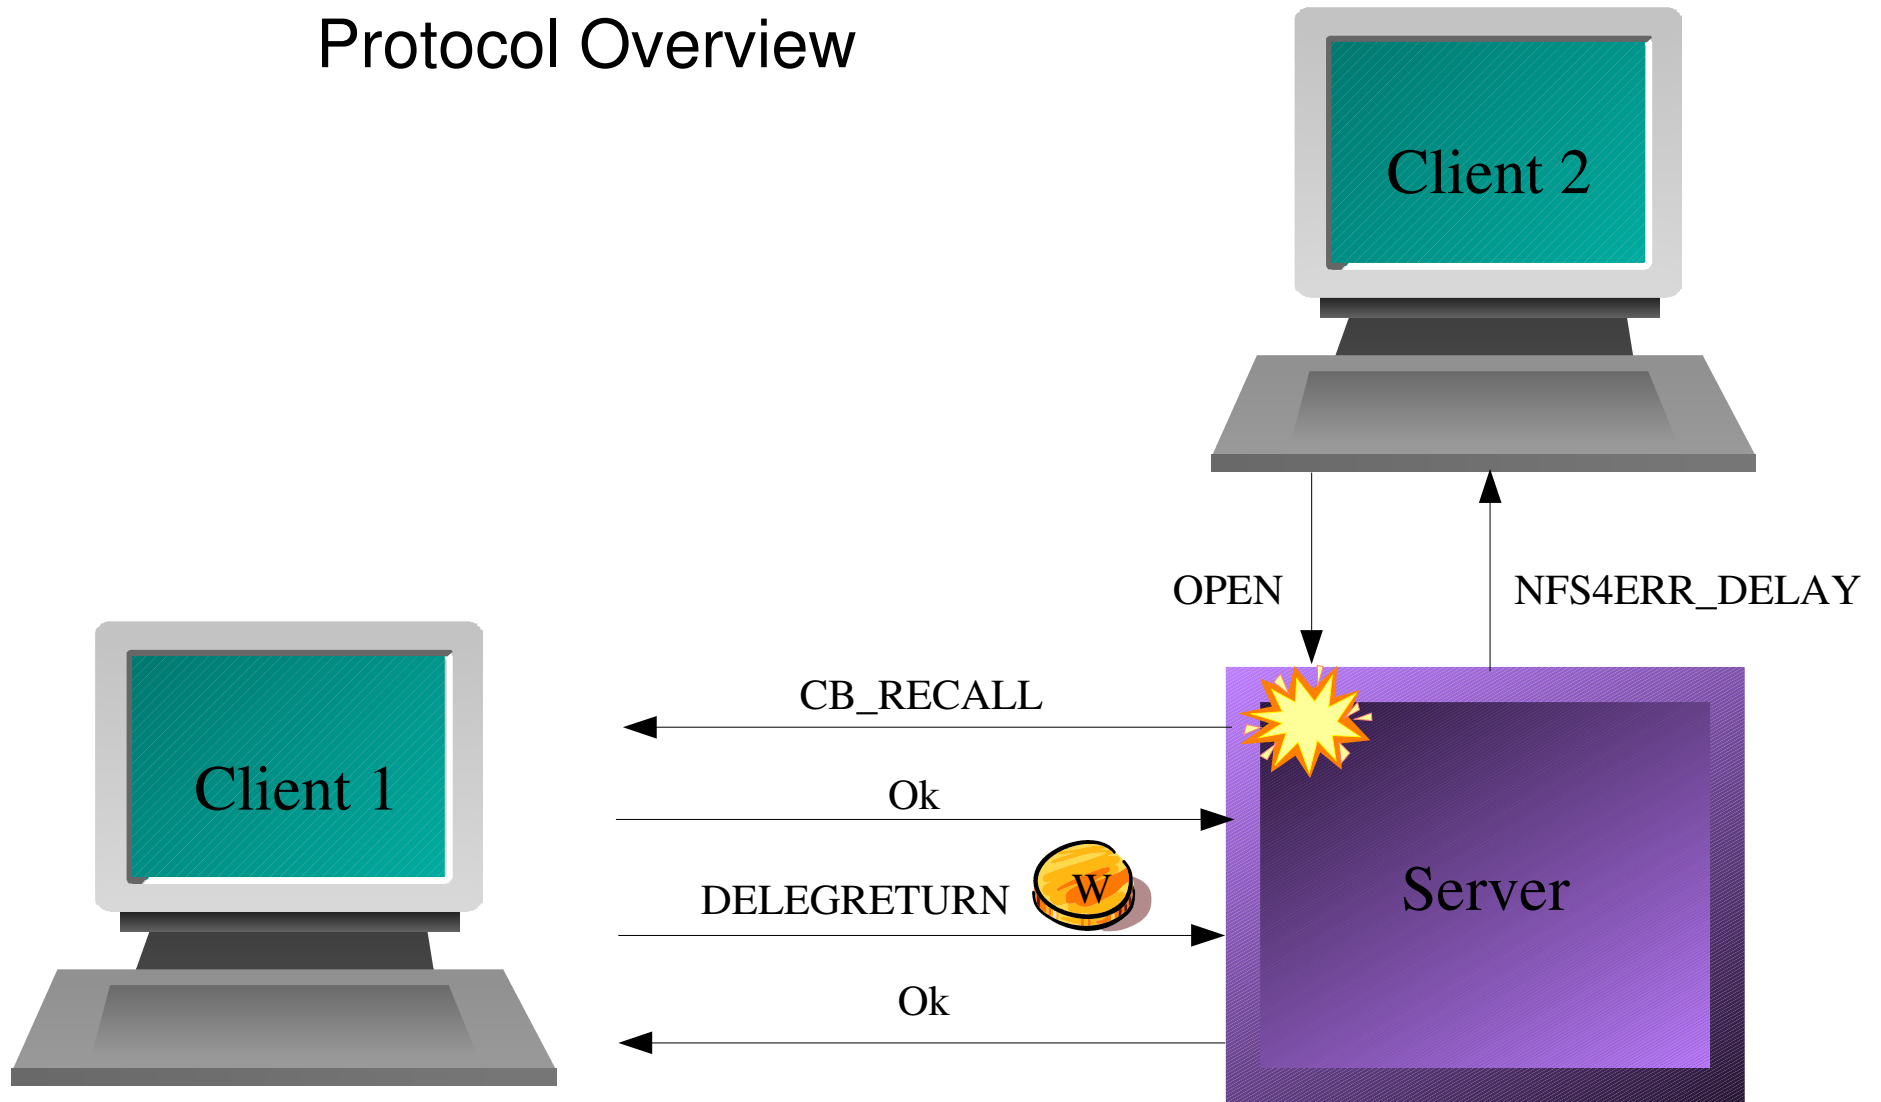 Protocol Overview
Client 2
OPEN
NFS4ERR_DELAY
CB_RECALL
Client 1
Ok
Server
DELEGRETURN
W
Ok